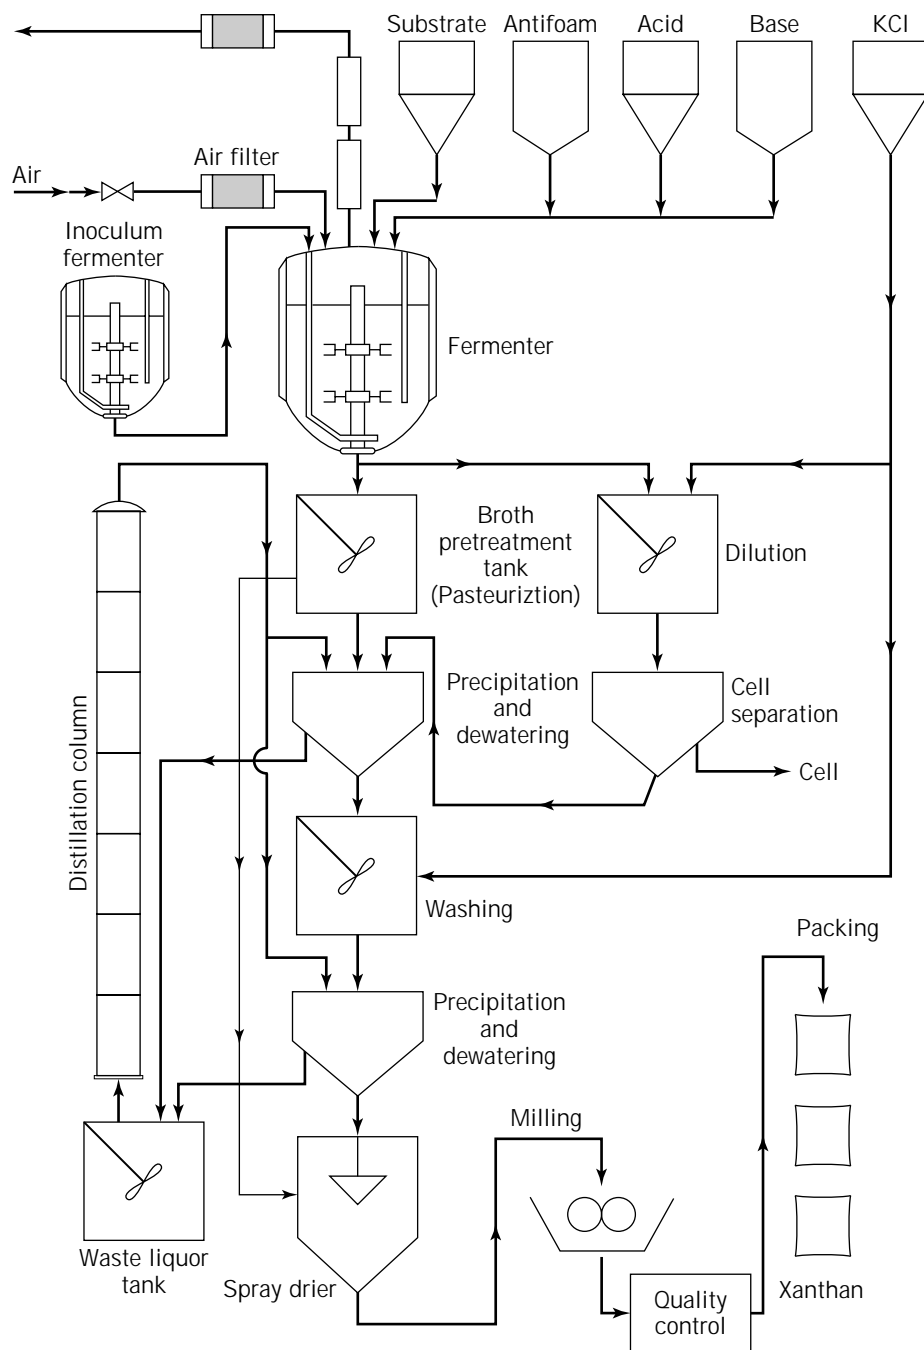 Substrate
Antifoam
Acid
Base
KCl
Air filter
Air
Inoculum
fermenter
Fermenter
Broth
pretreatment
tank
(Pasteuriztion)
Dilution
Precipitation
and
dewatering
Cell
separation
Cell
Distillation column
Washing
Packing
Precipitation
and
dewatering
Milling
Waste liquor
tank
Spray drier
Quality
control
Xanthan